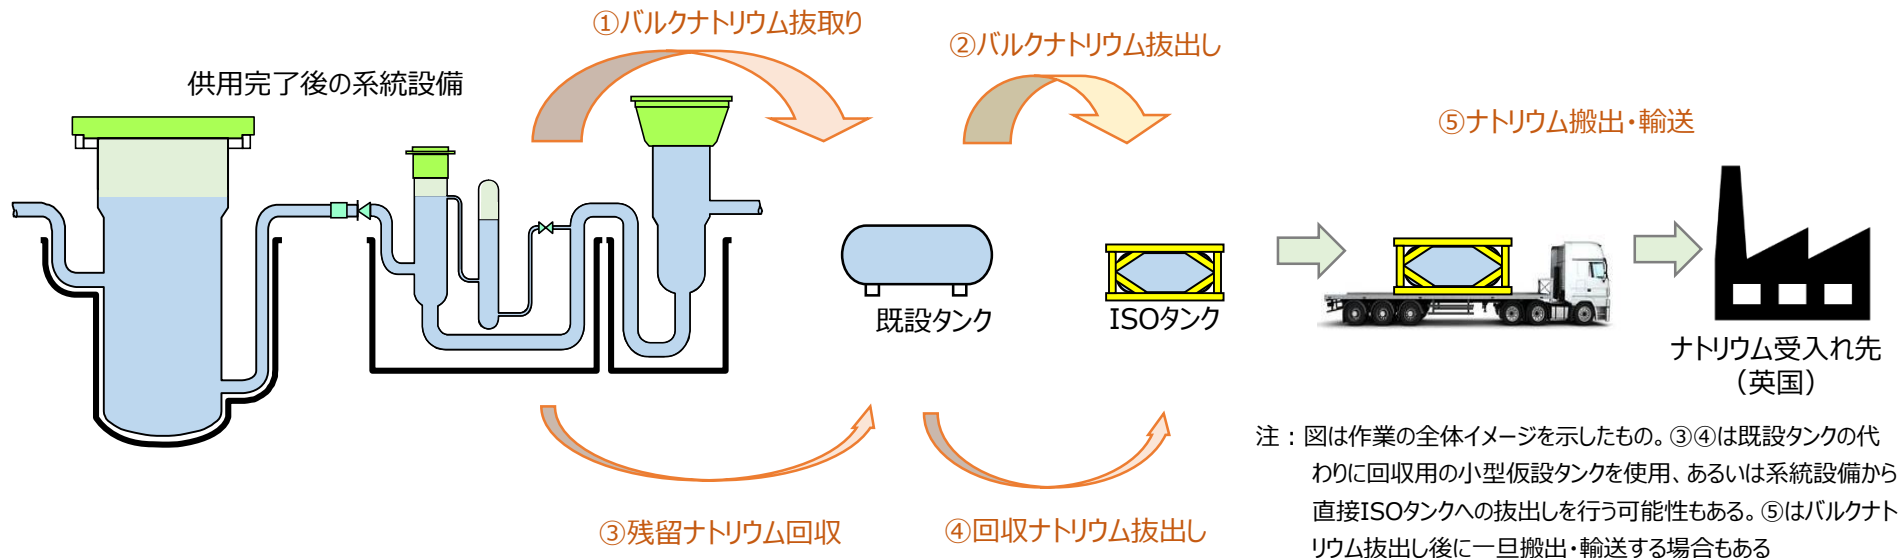 ①バルクナトリウム抜取り
②バルクナトリウム抜出し
供用完了後の系統設備
⑤ナトリウム搬出・輸送
既設タンク
ISOタンク
ナトリウム受入れ先
（英国）
③残留ナトリウム回収
④回収ナトリウム抜出し
注：図は作業の全体イメージを示したもの。③④は既設タンクの代
わりに回収用の小型仮設タンクを使用、あるいは系統設備から
直接ISOタンクへの抜出しを行う可能性もある。⑤はバルクナト
リウム抜出し後に一旦搬出・輸送する場合もある